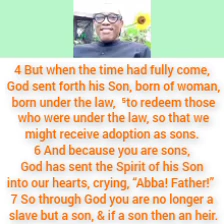 4 But when the time had fully come,
God sent forth his Son, born of woman,
born under the law, ⁵to redeem those
who were under the law, so that we
might receive adoption as sons.
6 And because you are sons,
God has sent the Spirit of his Son
into our hearts, crying, “Abba! Father!”
7 So through God you are no longer a
slave but a son, & if a son then an heir.